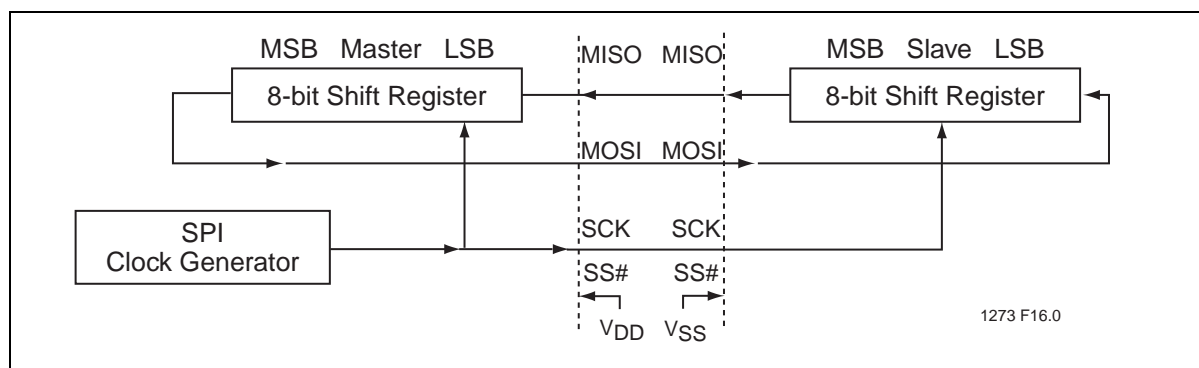 MSB Master LSB
MISO MISO
MSB Slave LSB
8-bit Shift Register
8-bit Shift Register
MOSI MOSI
SPI
Clock Generator
SCK SCK
SS# SS#
VDD VSS
1273 F16.0